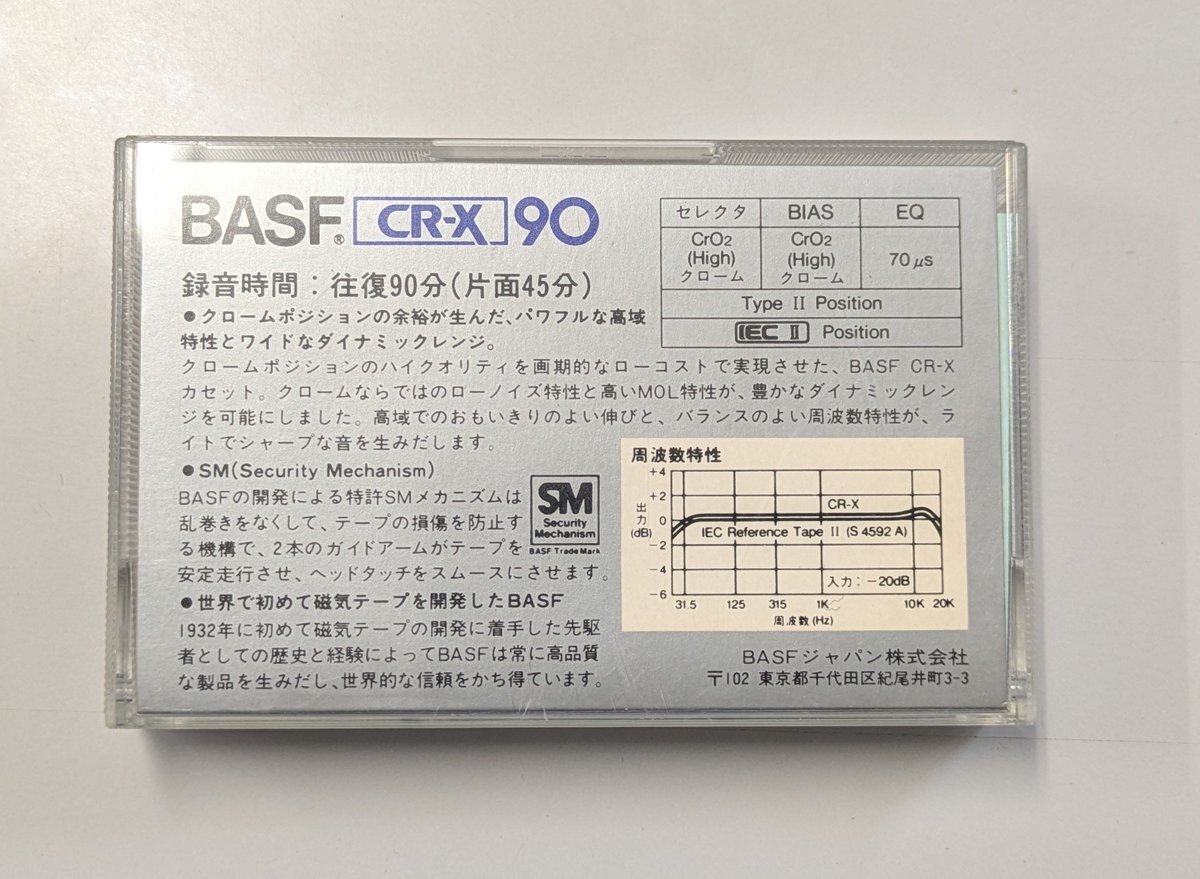 BASF® CR-X 90
録音時間：往復90分(片面45分)
●クロームポジションの余裕が生んだ、パワフルな高域
特性とワイドなダイナミックレンジ。
セレクタ BIAS EQ
CrO2 CrO2
(High) (High) 70μs
クローム クローム
Type II Position
IEC II Position
クロームポジションのハイクオリティを画期的なローコストで実現させた、BASF CR-X
カセット。クロームならではのローノイズ特性と高いMOL特性が、豊かなダイナミックレン
ジを可能にしました。高域でのおもいきりのよい伸びと、バランスのよい周波数特性が、ラ
イトでシャープな音を生みだします。
●SM(Security Mechanism)
BASFの開発による特許SMメカニズムは
乱巻きをなくして、テープの損傷を防止す
る機構で、2本のガイドアームがテープを
安定走行させ、ヘッドタッチをスムースにさせます。
SM
Security
Mechanism
BASF Trade Mark
●世界で初めて磁気テープを開発したBASF
1932年に初めて磁気テープの開発に着手した先駆
者としての歴史と経験によってBASFは常に高品質
な製品を生みだし、世界的な信頼をかち得ています。
周波数特性
+4
+2
0
-2
-4
-6
出力(dB)
CR-X
IEC Reference Tape II (S 4592 A)
入力：-20dB
31.5 125 315 1K 10K 20K
周波数(Hz)
BASFジャパン株式会社
〒102 東京都千代田区紀尾井町3-3